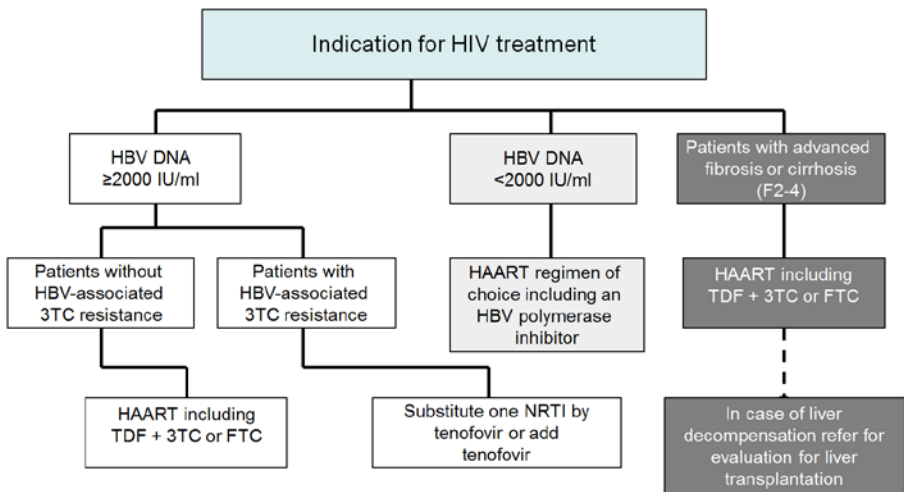 Indication for HIV treatment
HBV DNA
≥2000 IU/ml
HBV DNA
<2000 IU/ml
Patients with advanced
fibrosis or cirrhosis
(F2-4)
Patients without
HBV-associated
3TC resistance
Patients with
HBV-associated
3TC resistance
HAART regimen of
choice including an
HBV polymerase
inhibitor
HAART including
TDF + 3TC or FTC
HAART including
TDF + 3TC or FTC
Substitute one NRTI by
tenofovir or add
tenofovir
In case of liver
decompensation refer for
evaluation for liver
transplantation